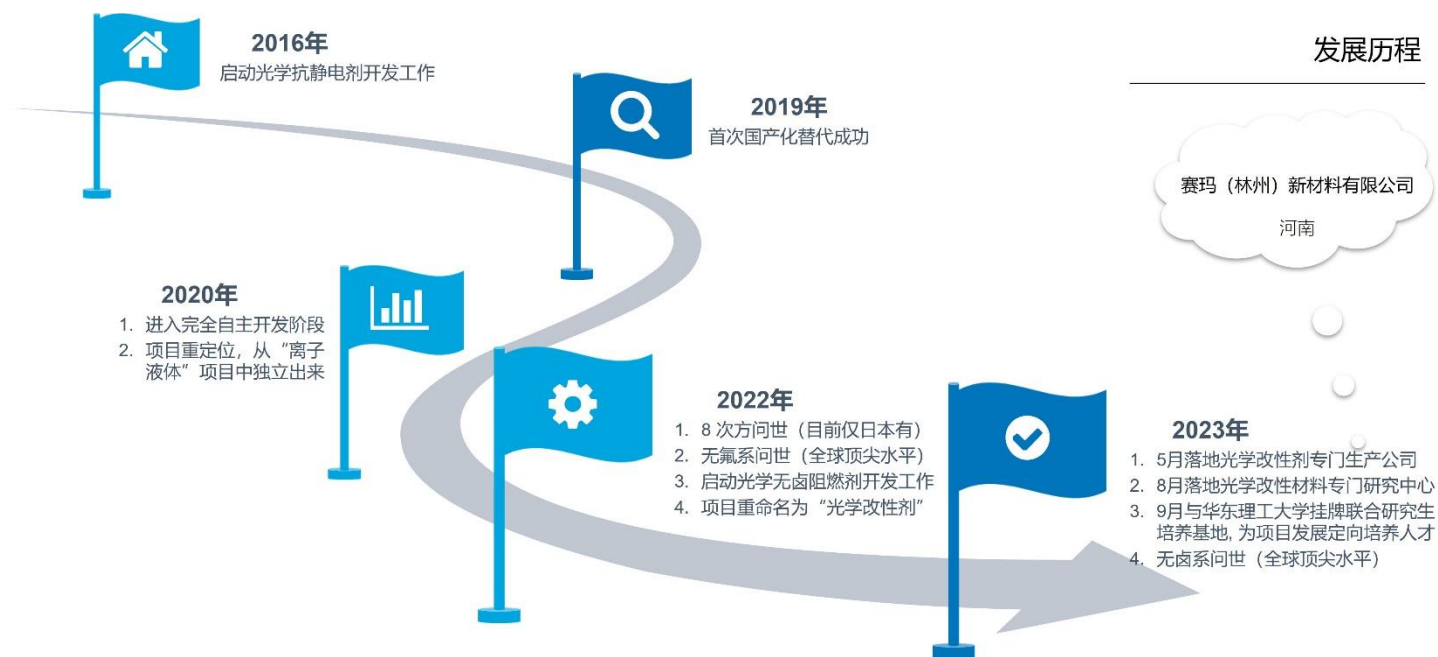 发展历程
2016年
启动光学抗静电剂开发工作
2019年
首次国产化替代成功
赛玛（林州）新材料有限公司
河南
2020年
1. 进入完全自主开发阶段
2. 项目重定位，从“离子
液体”项目中独立出来
2022年
1. 8 次方问世（目前仅日本有）
2. 无氟系问世（全球顶尖水平）
3. 启动光学无卤阻燃剂开发工作
4. 项目重命名为“光学改性剂”
2023年
1. 5月落地光学改性剂专门生产公司
2. 8月落地光学改性材料专门研究中心
3. 9月与华东理工大学挂牌联合研究生
培养基地, 为项目发展定向培养人才
4. 无卤系问世（全球顶尖水平）